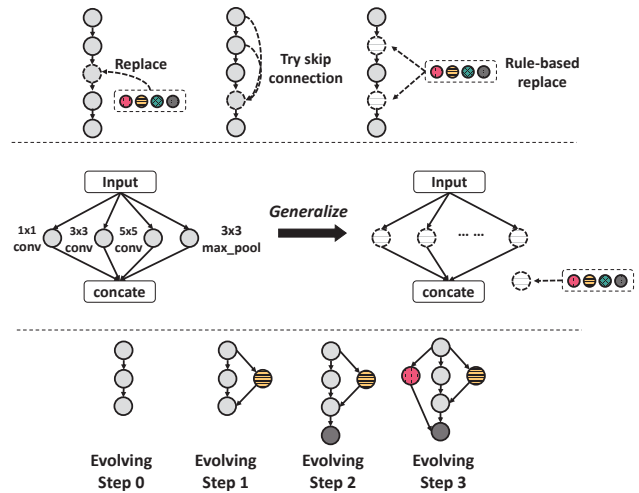 Replace
Try skip
connection
Rule-based
replace
Input
1x1
conv
3x3
conv
5x5
conv
3x3
max_pool
concate
Generalize
Input
... ...
concate
Evolving
Step 0
Evolving
Step 1
Evolving
Step 2
Evolving
Step 3